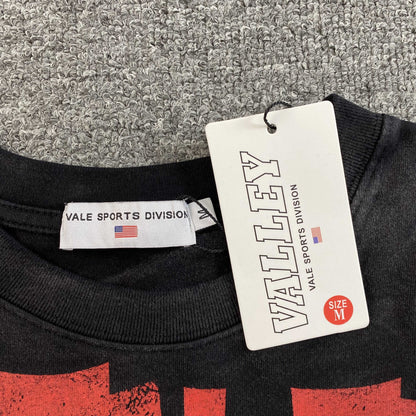 VALE SPORTS DIVISION
M
VALLEY
VALE SPORTS DIVISION
SIZE
M